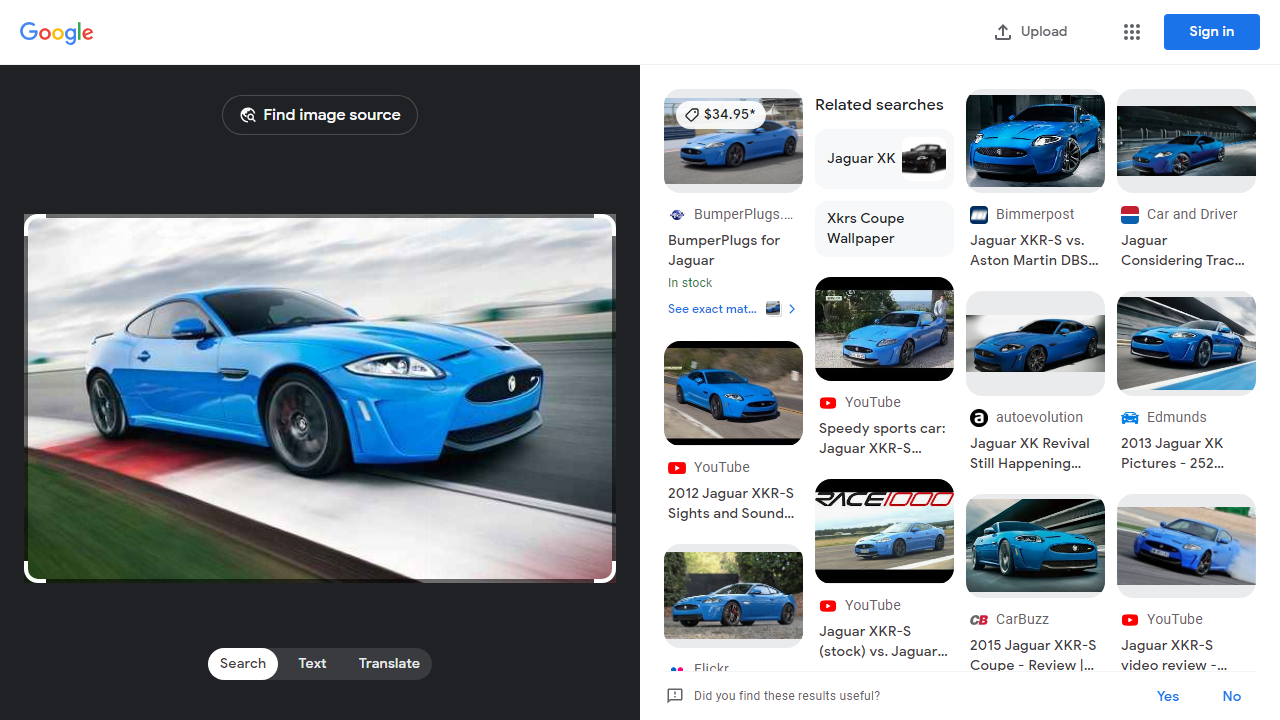 Google
Upload
Sign in
Find image source
Search
Text
Translate
$34.95*
BumperPlugs....
BumperPlugs for
Jaguar
In stock
See exact mat...
YouTube
2012 Jaguar XKR-S
Sights and Sound...
Flickr
Related searches
Jaguar XK
Xkrs Coupe
Wallpaper
YouTube
Speedy sports car:
Jaguar XKR-S...
RACE1000
YouTube
Jaguar XKR-S
(stock) vs. Jaguar...
Bimmerpost
Jaguar XKR-S vs.
Aston Martin DBS...
autoevolution
Jaguar XK Revival
Still Happening...
CB
CarBuzz
2015 Jaguar XKR-S
Coupe - Review |...
Car and Driver
Jaguar
Considering Trac...
Edmunds
2013 Jaguar XK
Pictures - 252...
YouTube
Jaguar XKR-S
video review -...
Did you find these results useful?
Yes
No